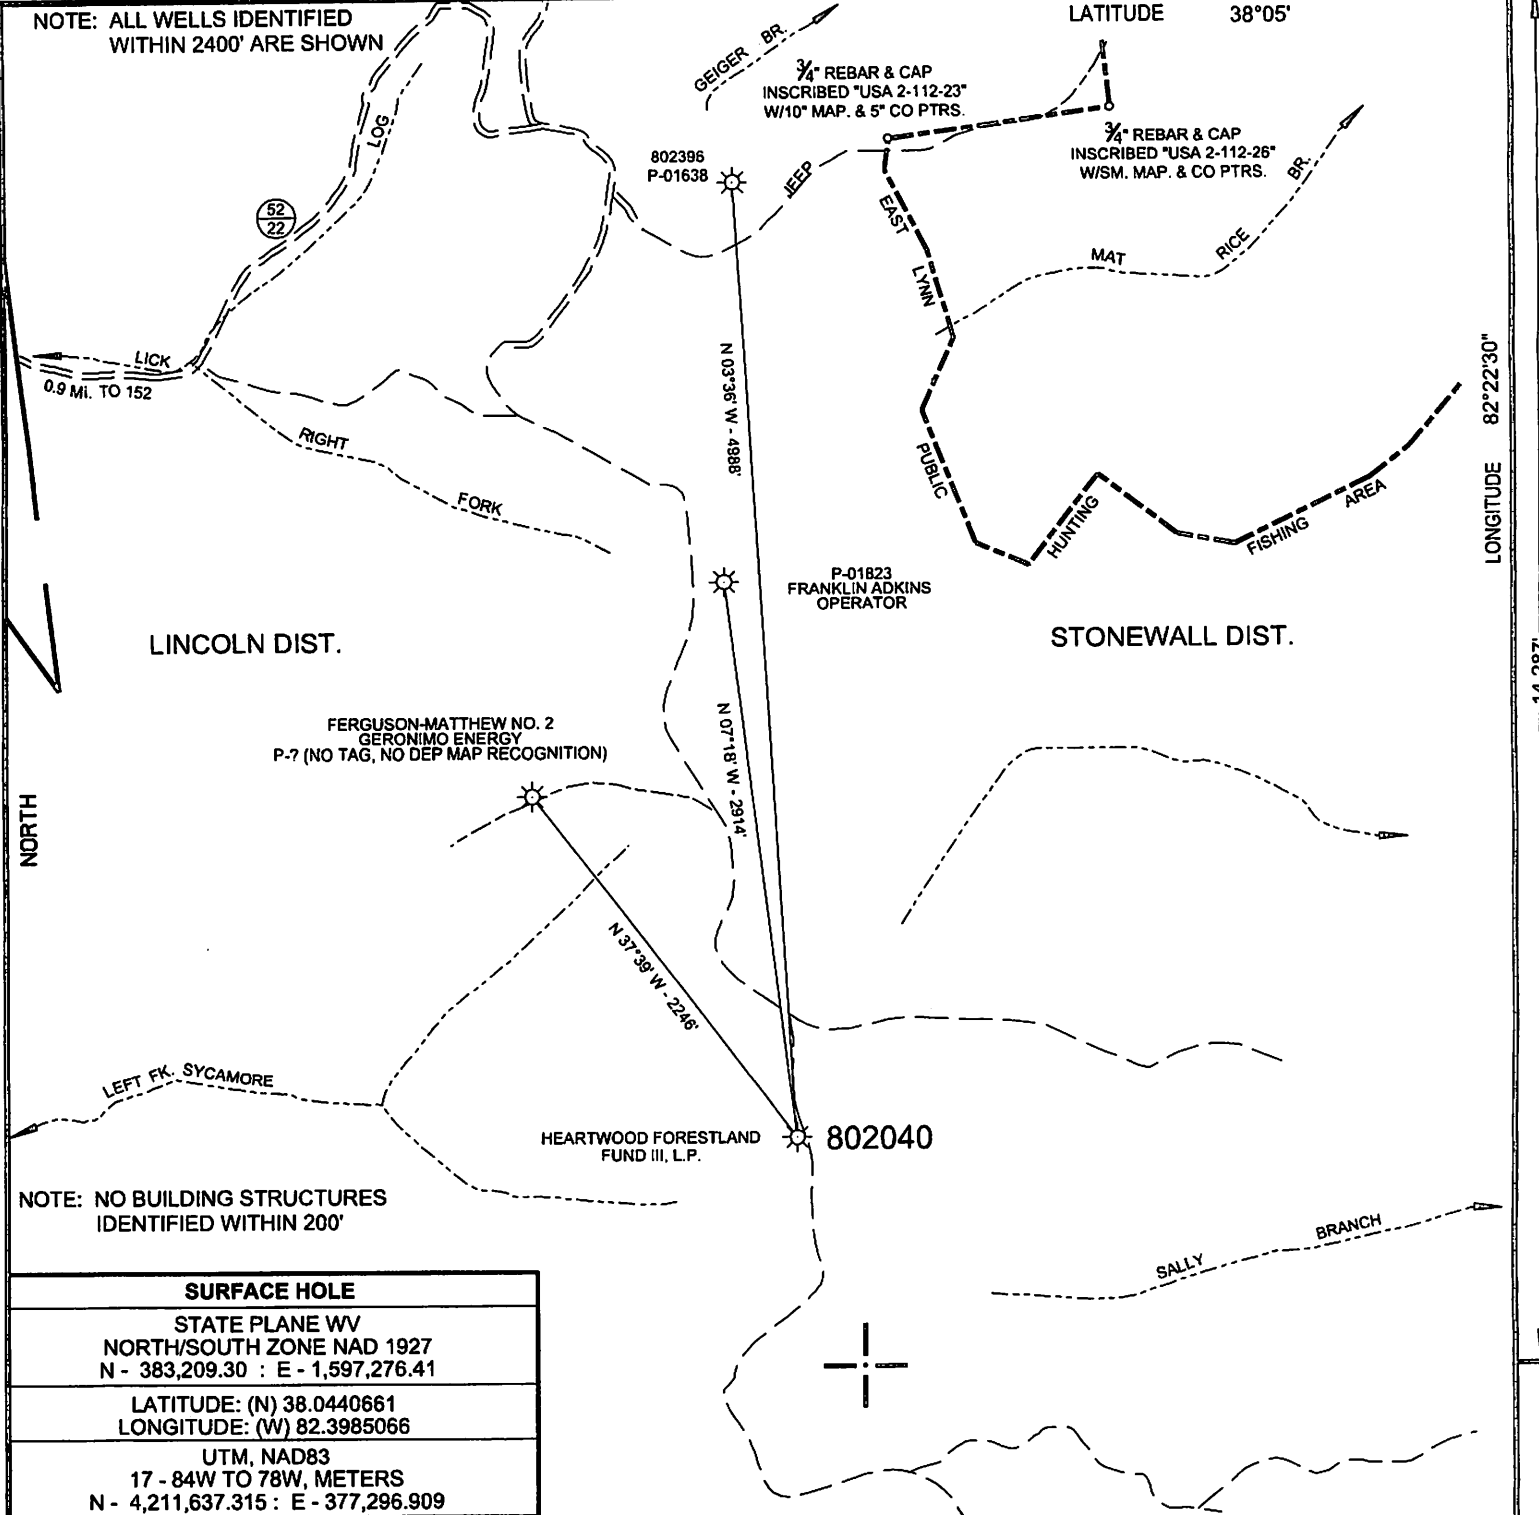 NOTE: ALL WELLS IDENTIFIED
WITHIN 2400' ARE SHOWN
LATITUDE 38°05'
GEIGER BR.
3/4" REBAR & CAP
INSCRIBED "USA 2-112-23"
W/10" MAP. & 5" CO PTRS.
3/4" REBAR & CAP
INSCRIBED "USA 2-112-26"
W/SM. MAP. & CO PTRS.
LOG
802396
P-01638
JEEP
52
22
EAST
LYNN
PUBLIC
HUNTING
FISHING
AREA
MAT
RICE
BR.
LICK
0.9 Mi. TO 152
RIGHT
FORK
N 03°36' W - 4988'
LONGITUDE 82°22'30"
P-01823
FRANKLIN ADKINS
OPERATOR
LINCOLN DIST.
STONEWALL DIST.
14,287'
FERGUSON-MATTHEW NO. 2
GERONIMO ENERGY
P-? (NO TAG, NO DEP MAP RECOGNITION)
N 07°18' W - 2914'
NORTH
N 37°39' W - 2246'
LEFT FK. SYCAMORE
HEARTWOOD FORESTLAND
FUND III, L.P.
802040
NOTE: NO BUILDING STRUCTURES
IDENTIFIED WITHIN 200'
SALLY
BRANCH
SURFACE HOLE
STATE PLANE WV
NORTH/SOUTH ZONE NAD 1927
N - 383,209.30 : E - 1,597,276.41
LATITUDE: (N) 38.0440661
LONGITUDE: (W) 82.3985066
UTM, NAD83
17 - 84W TO 78W, METERS
N - 4,211,637.315 : E - 377,296.909